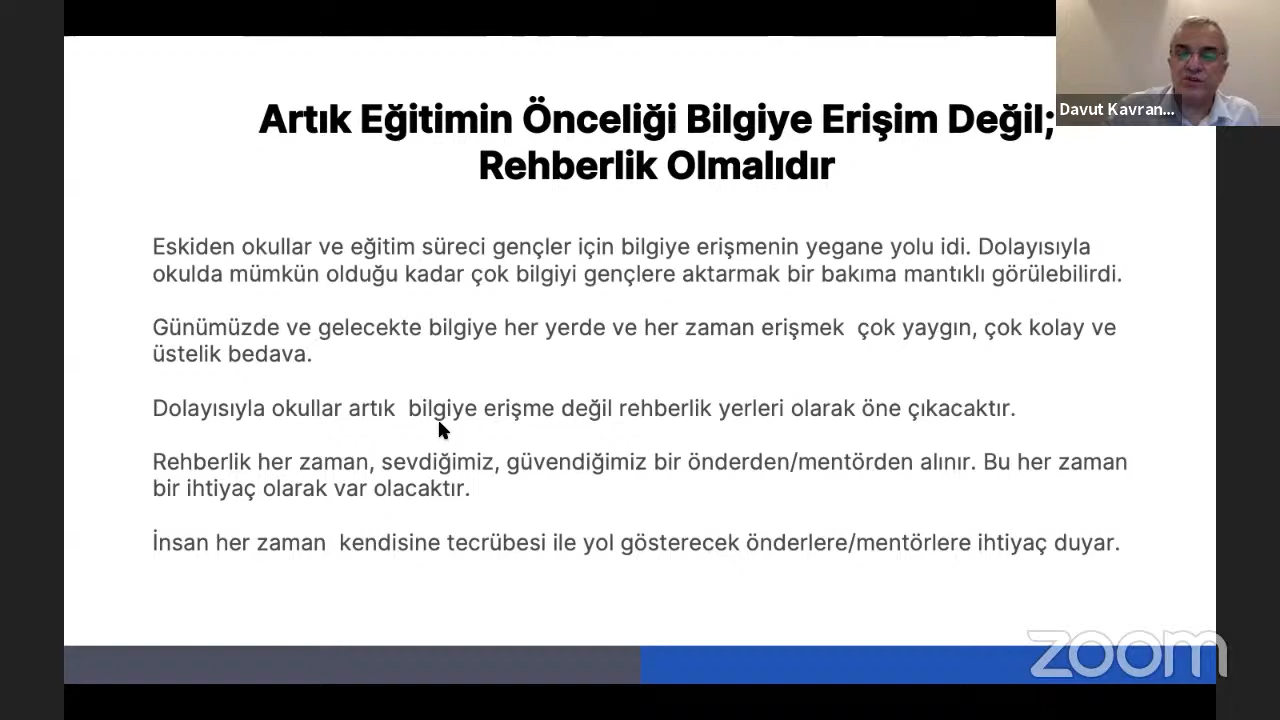 Artık Eğitimin Önceliği Bilgiye Erişim Değil;
Rehberlik Olmalıdır
Davut Kavran...
Eskiden okullar ve eğitim süreci gençler için bilgiye erişmenin yegane yolu idi. Dolayısıyla
okulda mümkün olduğu kadar çok bilgiyi gençlere aktarmak bir bakıma mantıklı görülebilirdi.
Günümüzde ve gelecekte bilgiye her yerde ve her zaman erişmek  çok yaygın, çok kolay ve
üstelik bedava.
Dolayısıyla okullar artık  bilgiye erişme değil rehberlik yerleri olarak öne çıkacaktır.
Rehberlik her zaman, sevdiğimiz, güvendiğimiz bir önderden/mentörden alınır. Bu her zaman
bir ihtiyaç olarak var olacaktır.
İnsan her zaman  kendisine tecrübesi ile yol gösterecek önderlere/mentörlere ihtiyaç duyar.
zoom